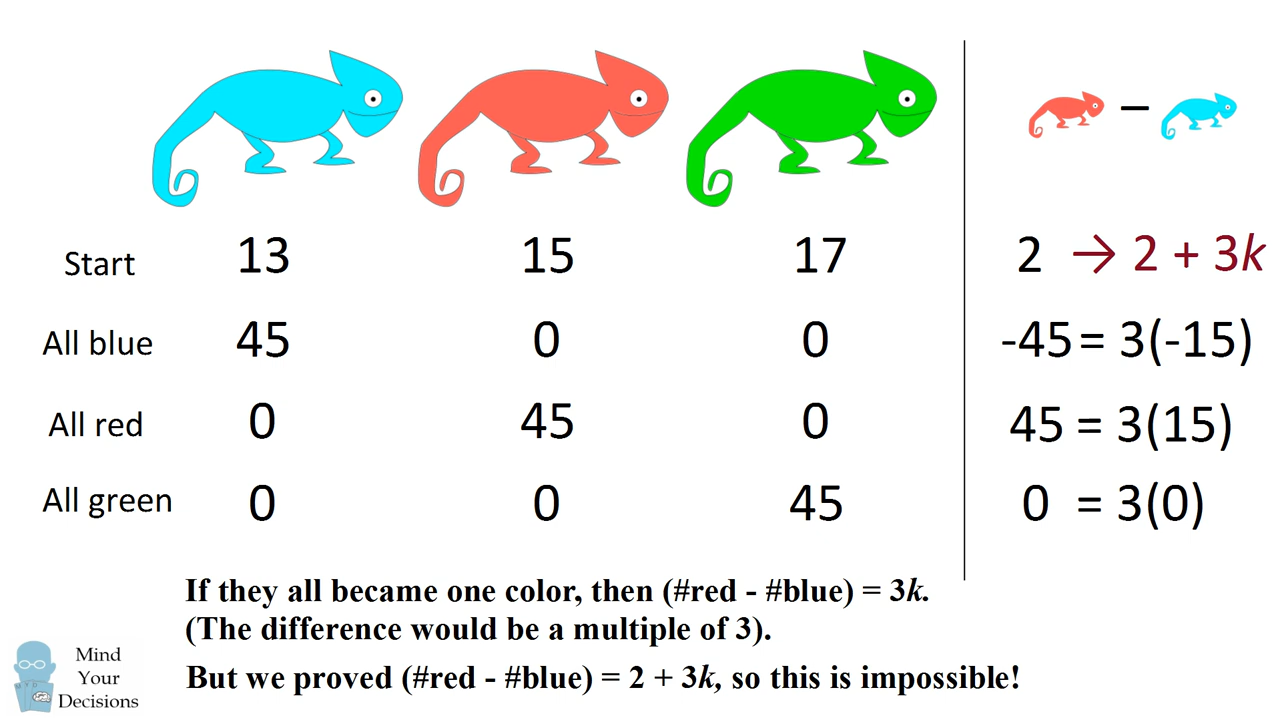 –
Start 13 15 17 2 → 2 + 3k
All blue 45 0 0 -45 = 3(-15)
All red 0 45 0 45 = 3(15)
All green 0 0 45 0 = 3(0)
If they all became one color, then (#red - #blue) = 3k.
(The difference would be a multiple of 3).
But we proved (#red - #blue) = 2 + 3k, so this is impossible!
Mind
Your
Decisions